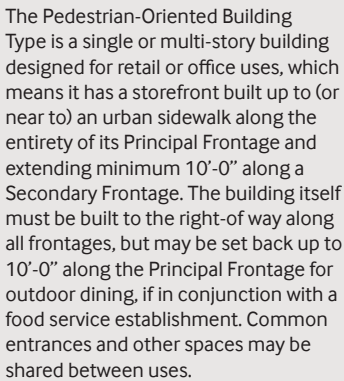 The Pedestrian-Oriented Building
Type is a single or multi-story building
designed for retail or office uses, which
means it has a storefront built up to (or
near to) an urban sidewalk along the
entirety of its Principal Frontage and
extending minimum 10’-0” along a
Secondary Frontage. The building itself
must be built to the right-of way along
all frontages, but may be set back up to
10’-0” along the Principal Frontage for
outdoor dining, if in conjunction with a
food service establishment. Common
entrances and other spaces may be
shared between uses.